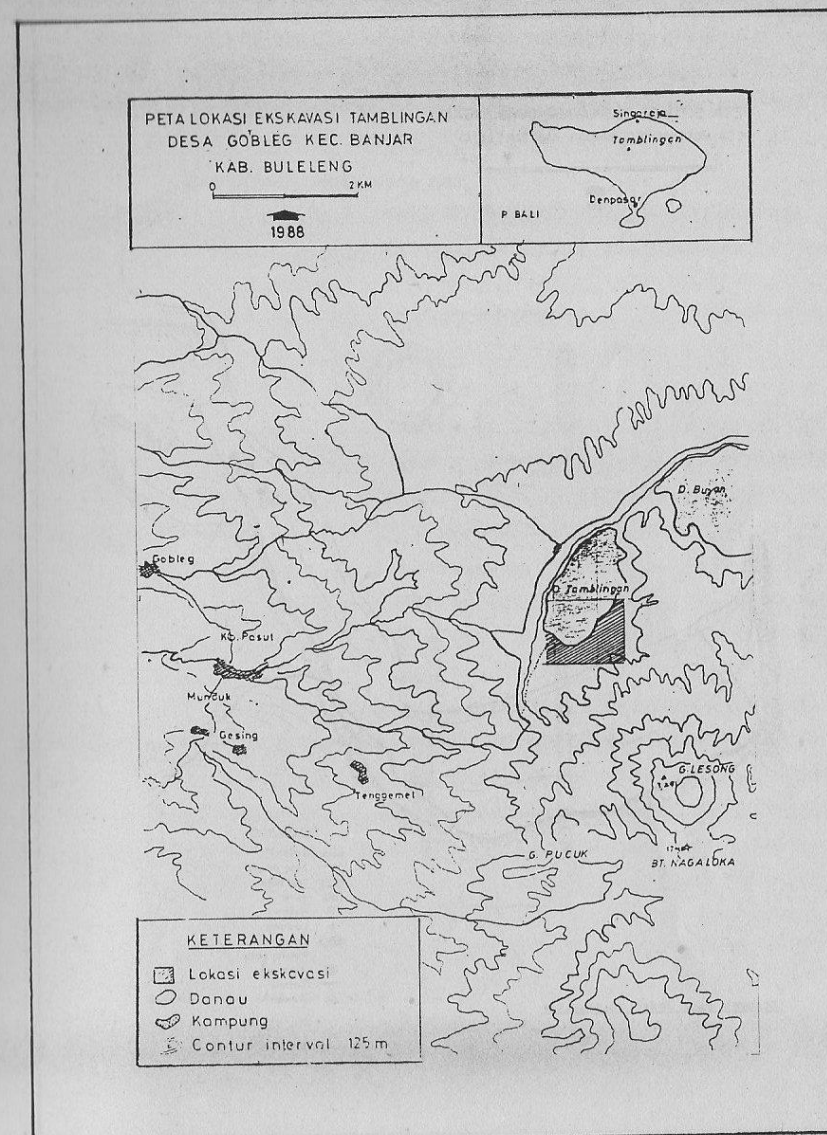 PETA LOKASI EKSKAVASI TAMBLINGAN
DESA GOBLEG KEC. BANJAR
KAB. BULELENG
0 2 KM
1988
Singaraja
Tamblingan
Denpasar
P. BALI
D. Buyan
Gobleg
D. Tamblingan
Kp. Pasut
Munduk
Gesing
Tenggemel
G. LESONG
G. PUCUK
BT. NAGALOKA
KETERANGAN
Lokasi ekskavasi
Danau
Kampung
Contur interval 125 m